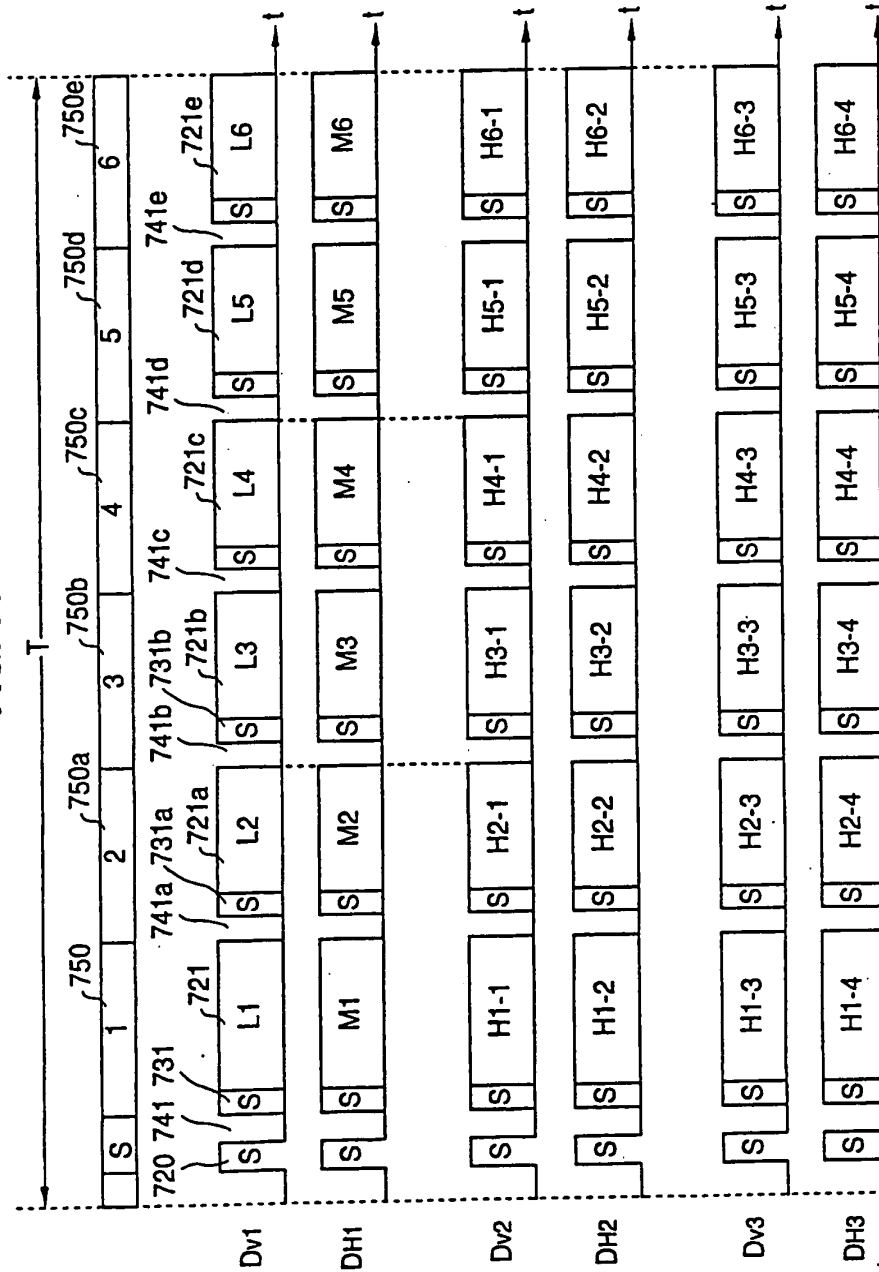 T
750 750a 750b 750c 750d 750e
S 1 2 3 4 5 6
720 741 731 721 741a 731a 721a 741b 731b 721b 741c 721c 741d 721d 741e 721e
Dv1 S S L1 S L2 S L3 S L4 S L5 S L6 t
DH1 S S M1 S M2 S M3 S M4 S M5 S M6 t
Dv2 S S H1-1 S H2-1 S H3-1 S H4-1 S H5-1 S H6-1 t
DH2 S S H1-2 S H2-2 S H3-2 S H4-2 S H5-2 S H6-2 t
Dv3 S S H1-3 S H2-3 S H3-3 S H4-3 S H5-3 S H6-3 t
DH3 S S H1-4 S H2-4 S H3-4 S H4-4 S H5-4 S H6-4 t